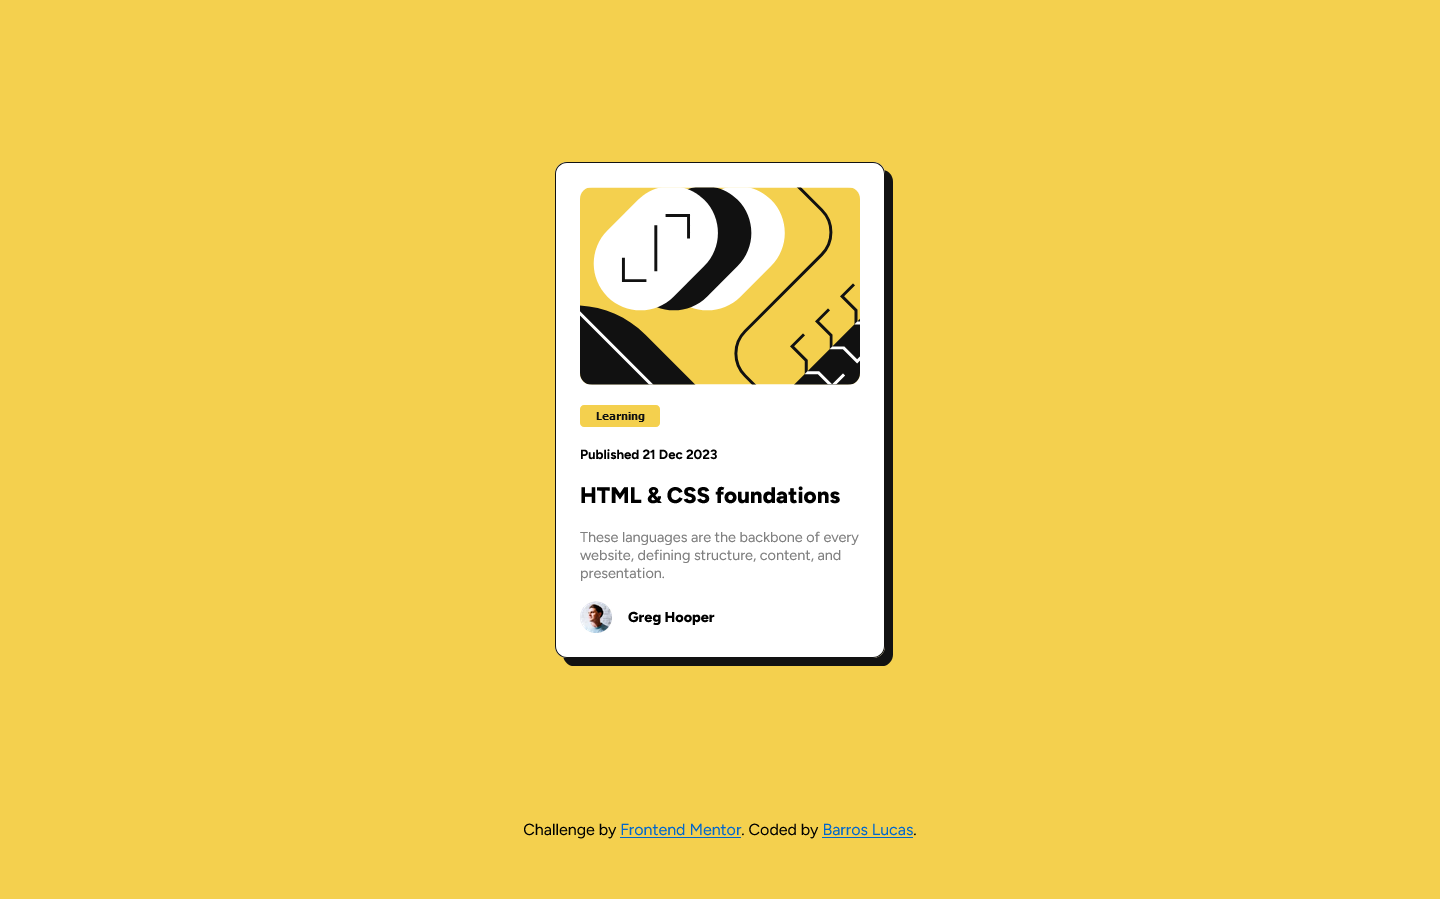 Learning
Published 21 Dec 2023
HTML & CSS foundations
These languages are the backbone of every
website, defining structure, content, and
presentation.
Greg Hooper
Challenge by Frontend Mentor. Coded by Barros Lucas.